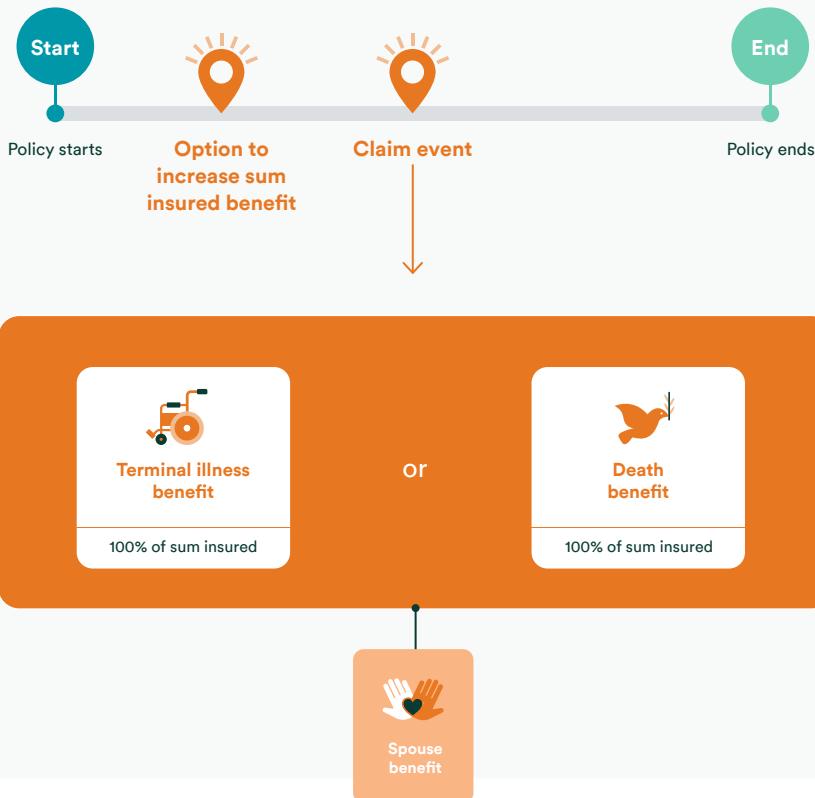 Start
End
Policy starts
Option to
increase sum
insured benefit
Claim event
Policy ends
Terminal illness
benefit
100% of sum insured
or
Death
benefit
100% of sum insured
Spouse
benefit